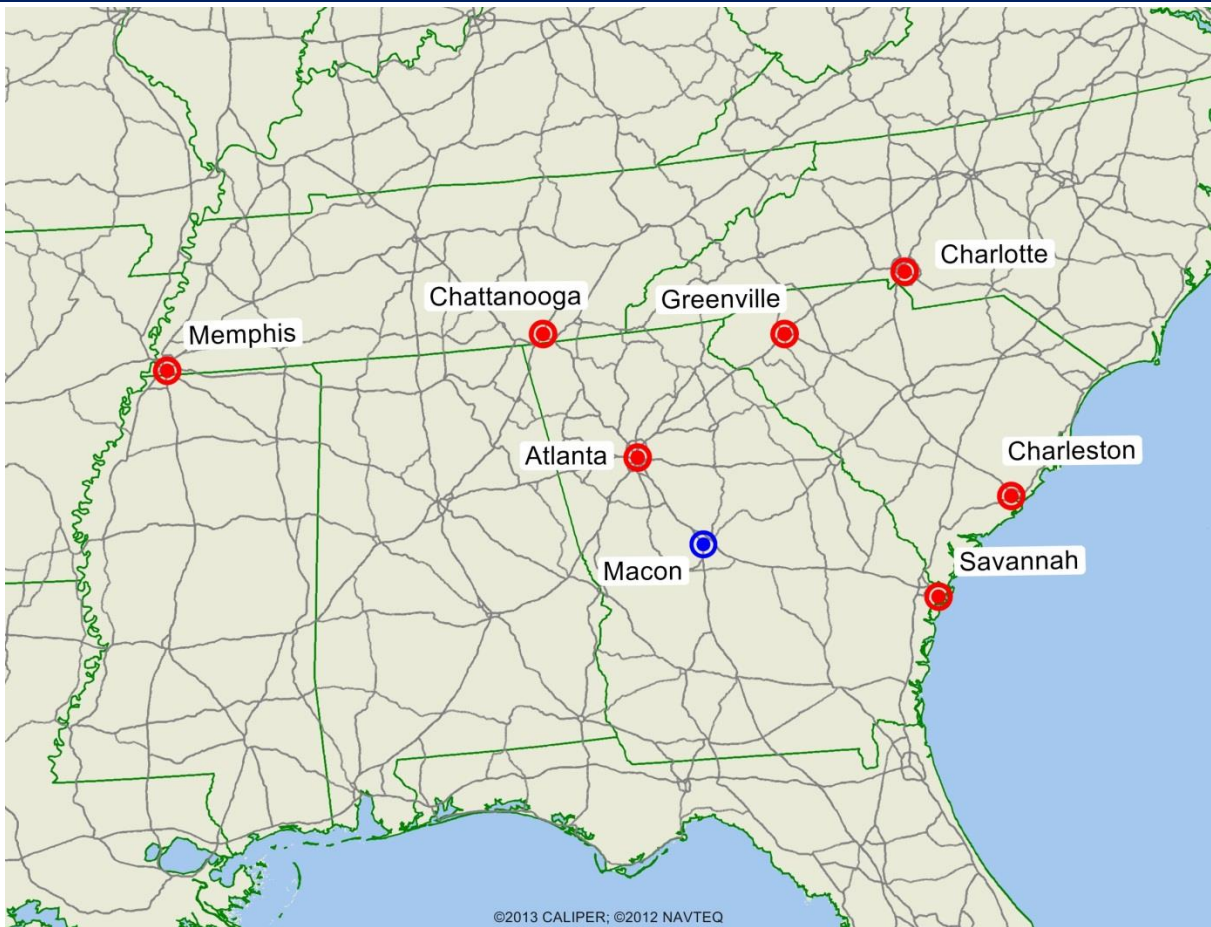 Charlotte
Chattanooga
Greenville
Memphis
Atlanta
Charleston
Macon
Savannah
©2013 CALIPER; ©2012 NAVTEQ